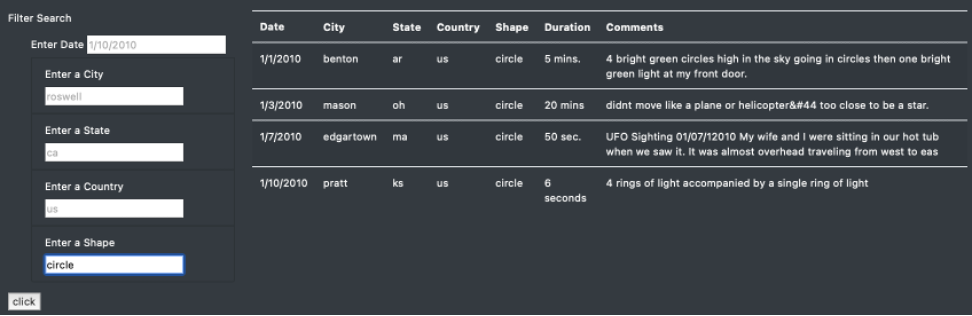 Filter Search
Enter Date 1/10/2010
Enter a City
roswell
Enter a State
ca
Enter a Country
us
Enter a Shape
circle
click
Date City State Country Shape Duration Comments
1/1/2010 benton ar us circle 5 mins. 4 bright green circles high in the sky going in circles then one bright
green light at my front door.
1/3/2010 mason oh us circle 20 mins didnt move like a plane or helicopter&#44 too close to be a star.
1/7/2010 edgartown ma us circle 50 sec. UFO Sighting 01/07/12010 My wife and I were sitting in our hot tub
when we saw it. It was almost overhead traveling from west to eas
1/10/2010 pratt ks us circle 6 4 rings of light accompanied by a single ring of light
seconds